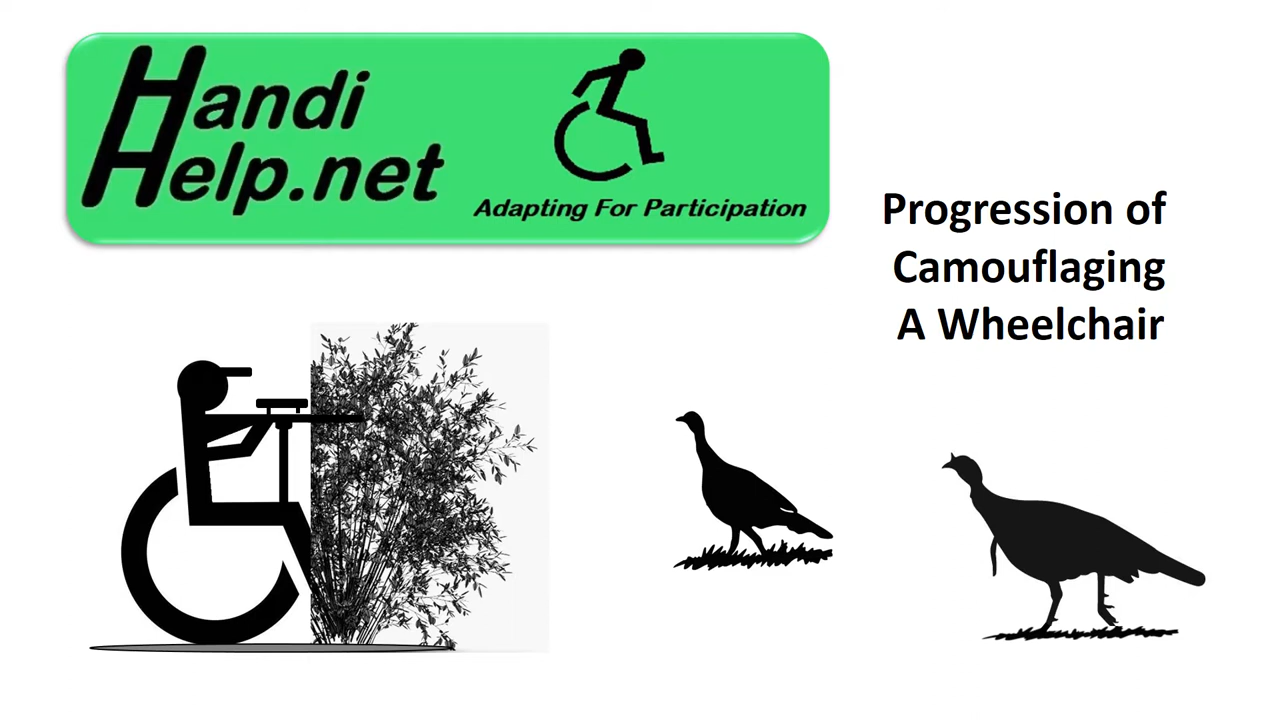 Handi
Help.net
Adapting For Participation
Progression of
Camouflaging
A Wheelchair